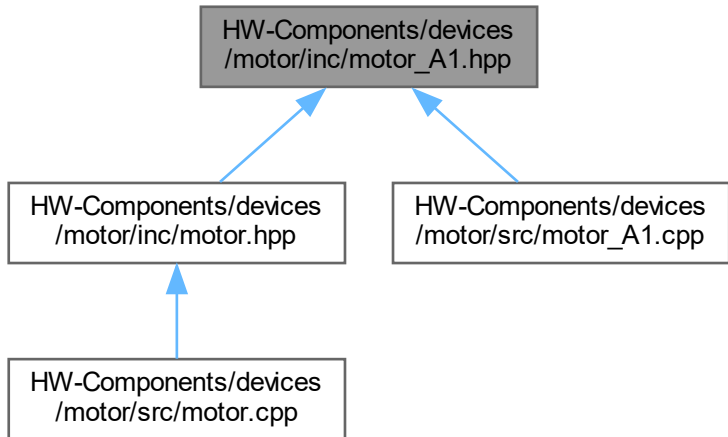 HW-Components/devices
/motor/inc/motor_A1.hpp
HW-Components/devices
/motor/inc/motor.hpp
HW-Components/devices
/motor/src/motor_A1.cpp
HW-Components/devices
/motor/src/motor.cpp